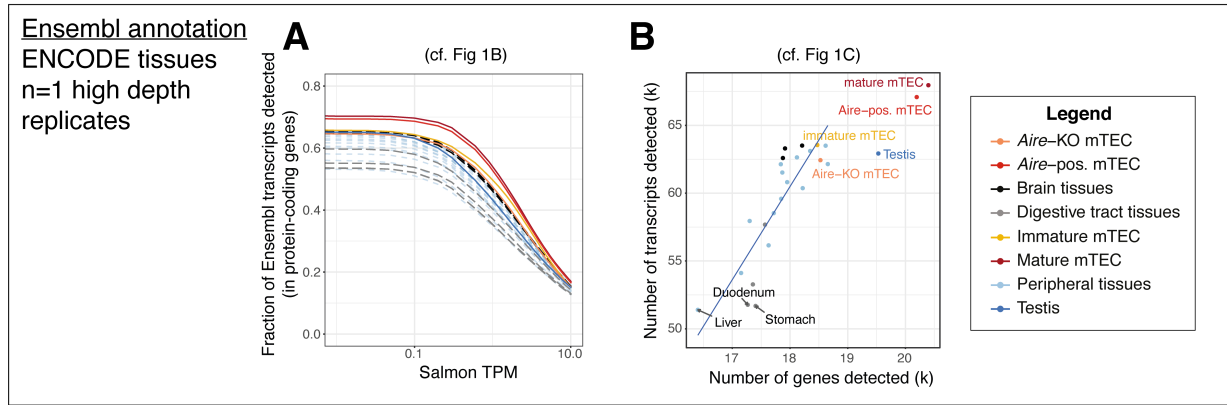 Ensembl annotation
ENCODE tissues
n=1 high depth
replicates
A
(cf. Fig 1B)
Fraction of Ensembl transcripts detected
(in protein-coding genes)
0.8
0.6
0.4
0.2
0.0
0.1
10.0
Salmon TPM
B
(cf. Fig 1C)
Number of transcripts detected (k)
65
60
55
50
mature mTEC
Aire−pos. mTEC
immature mTEC
Testis
Aire−KO mTEC
Duodenum
Liver
Stomach
17
18
19
20
Number of genes detected (k)
Legend
Aire–KO mTEC
Aire–pos. mTEC
Brain tissues
Digestive tract tissues
Immature mTEC
Mature mTEC
Peripheral tissues
Testis